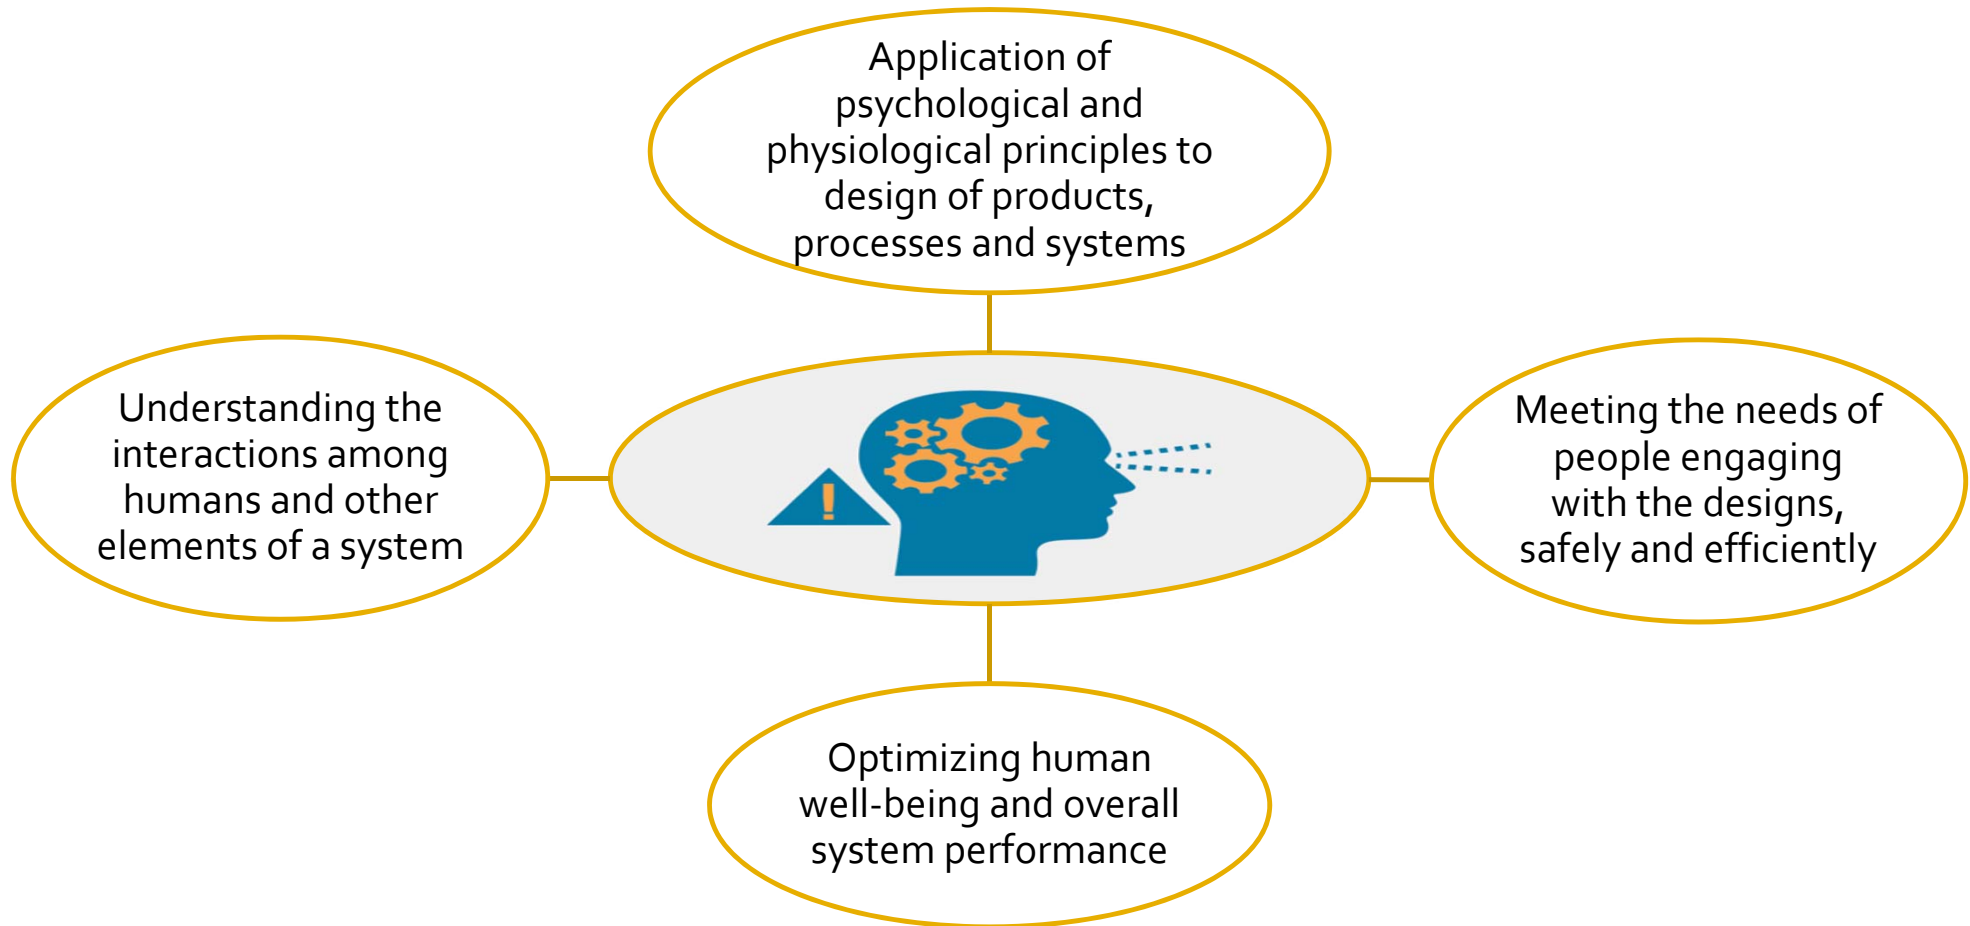 Application of
psychological and
physiological principles to
design of products,
processes and systems
Understanding the
interactions among
humans and other
elements of a system
!
Meeting the needs of
people engaging
with the designs,
safely and efficiently
Optimizing human
well-being and overall
system performance